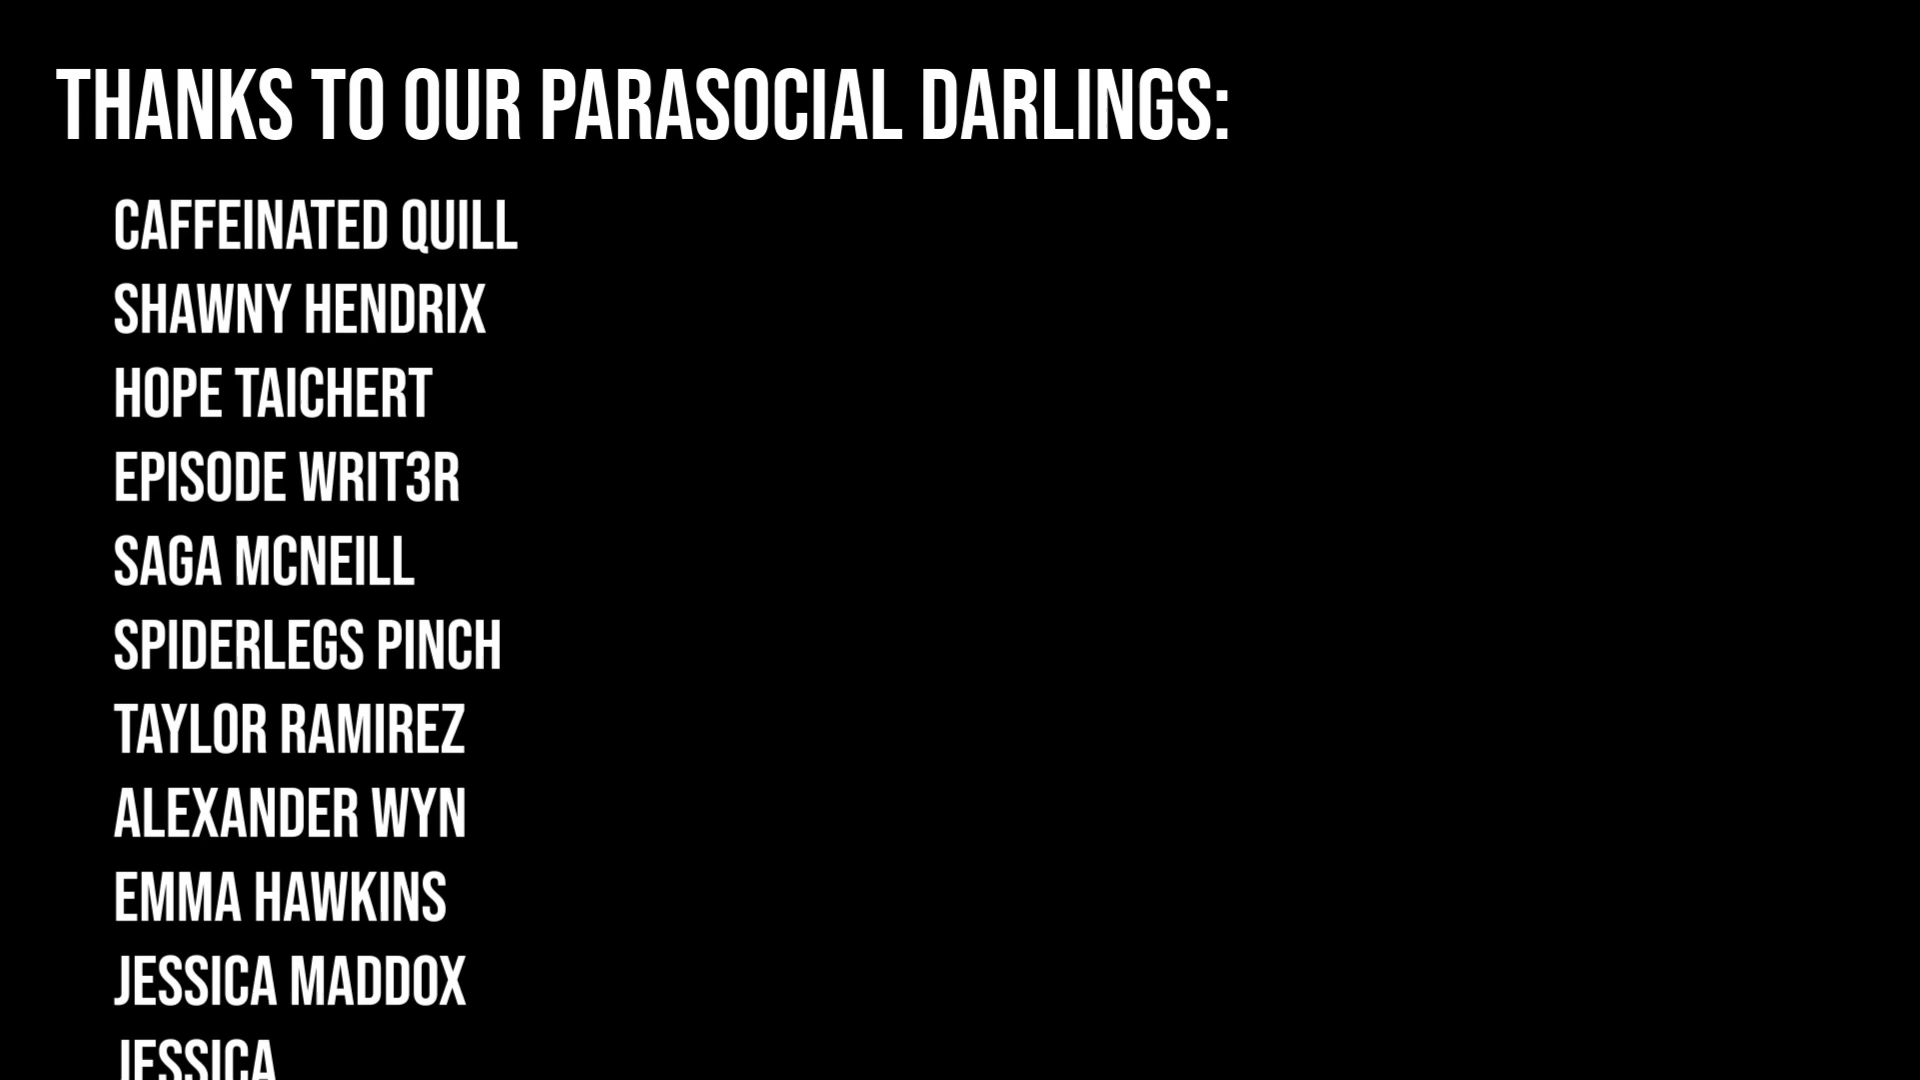 THANKS TO OUR PARASOCIAL DARLINGS:
CAFFEINATED QUILL
SHAWNY HENDRIX
HOPE TAICHERT
EPISODE WRIT3R
SAGA MCNEILL
SPIDERLEGS PINCH
TAYLOR RAMIREZ
ALEXANDER WYN
EMMA HAWKINS
JESSICA MADDOX
JESSICA